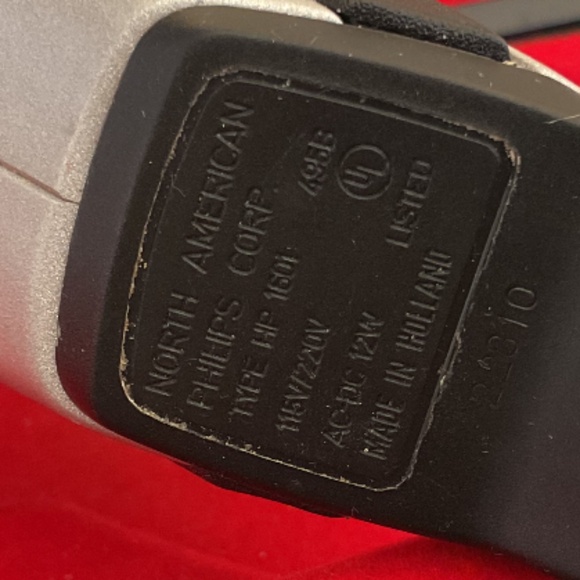 NORTH AMERICAN
PHILIPS CORP.
TYPE HP 1601
495B
UL
LISTED
115V/220V
AC-DC 12W
MADE IN HOLLAND